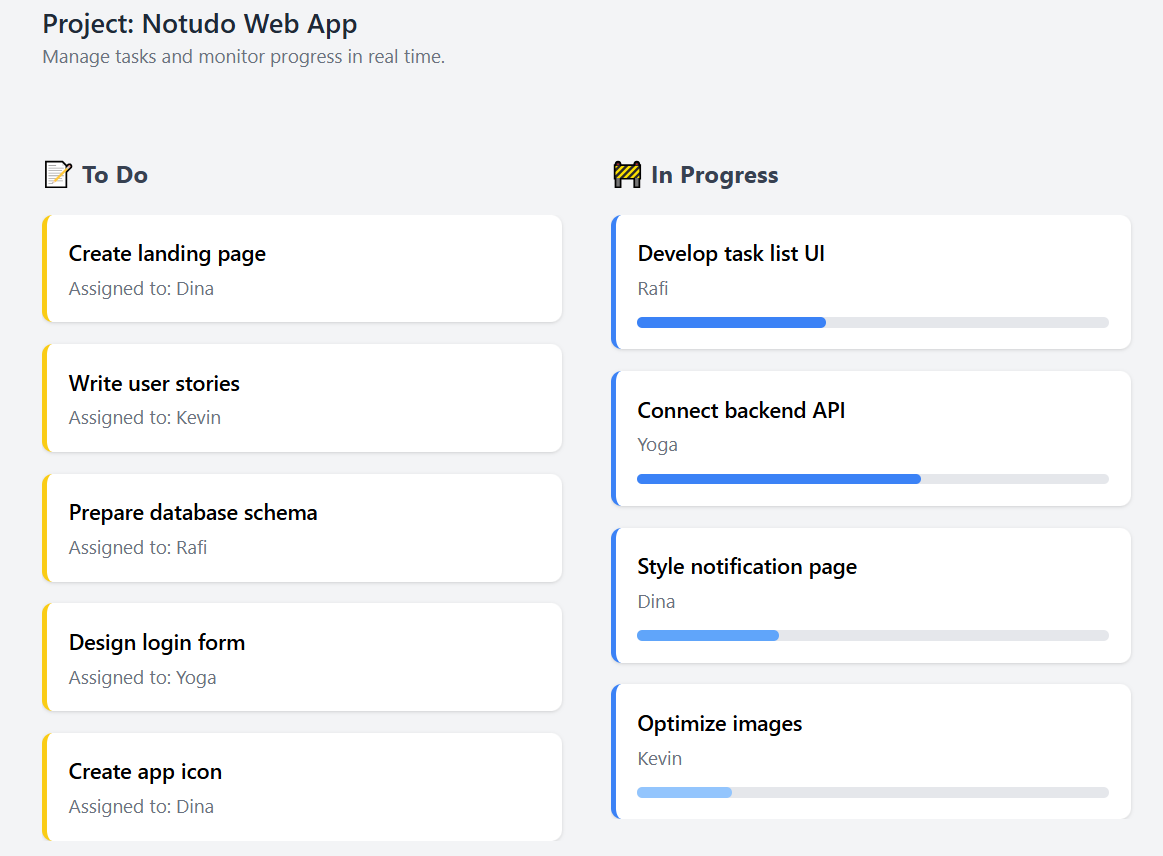 Project: Notudo Web App
Manage tasks and monitor progress in real time.
📝 To Do
Create landing page
Assigned to: Dina
Write user stories
Assigned to: Kevin
Prepare database schema
Assigned to: Rafi
Design login form
Assigned to: Yoga
Create app icon
Assigned to: Dina
🚧 In Progress
Develop task list UI
Rafi
Connect backend API
Yoga
Style notification page
Dina
Optimize images
Kevin